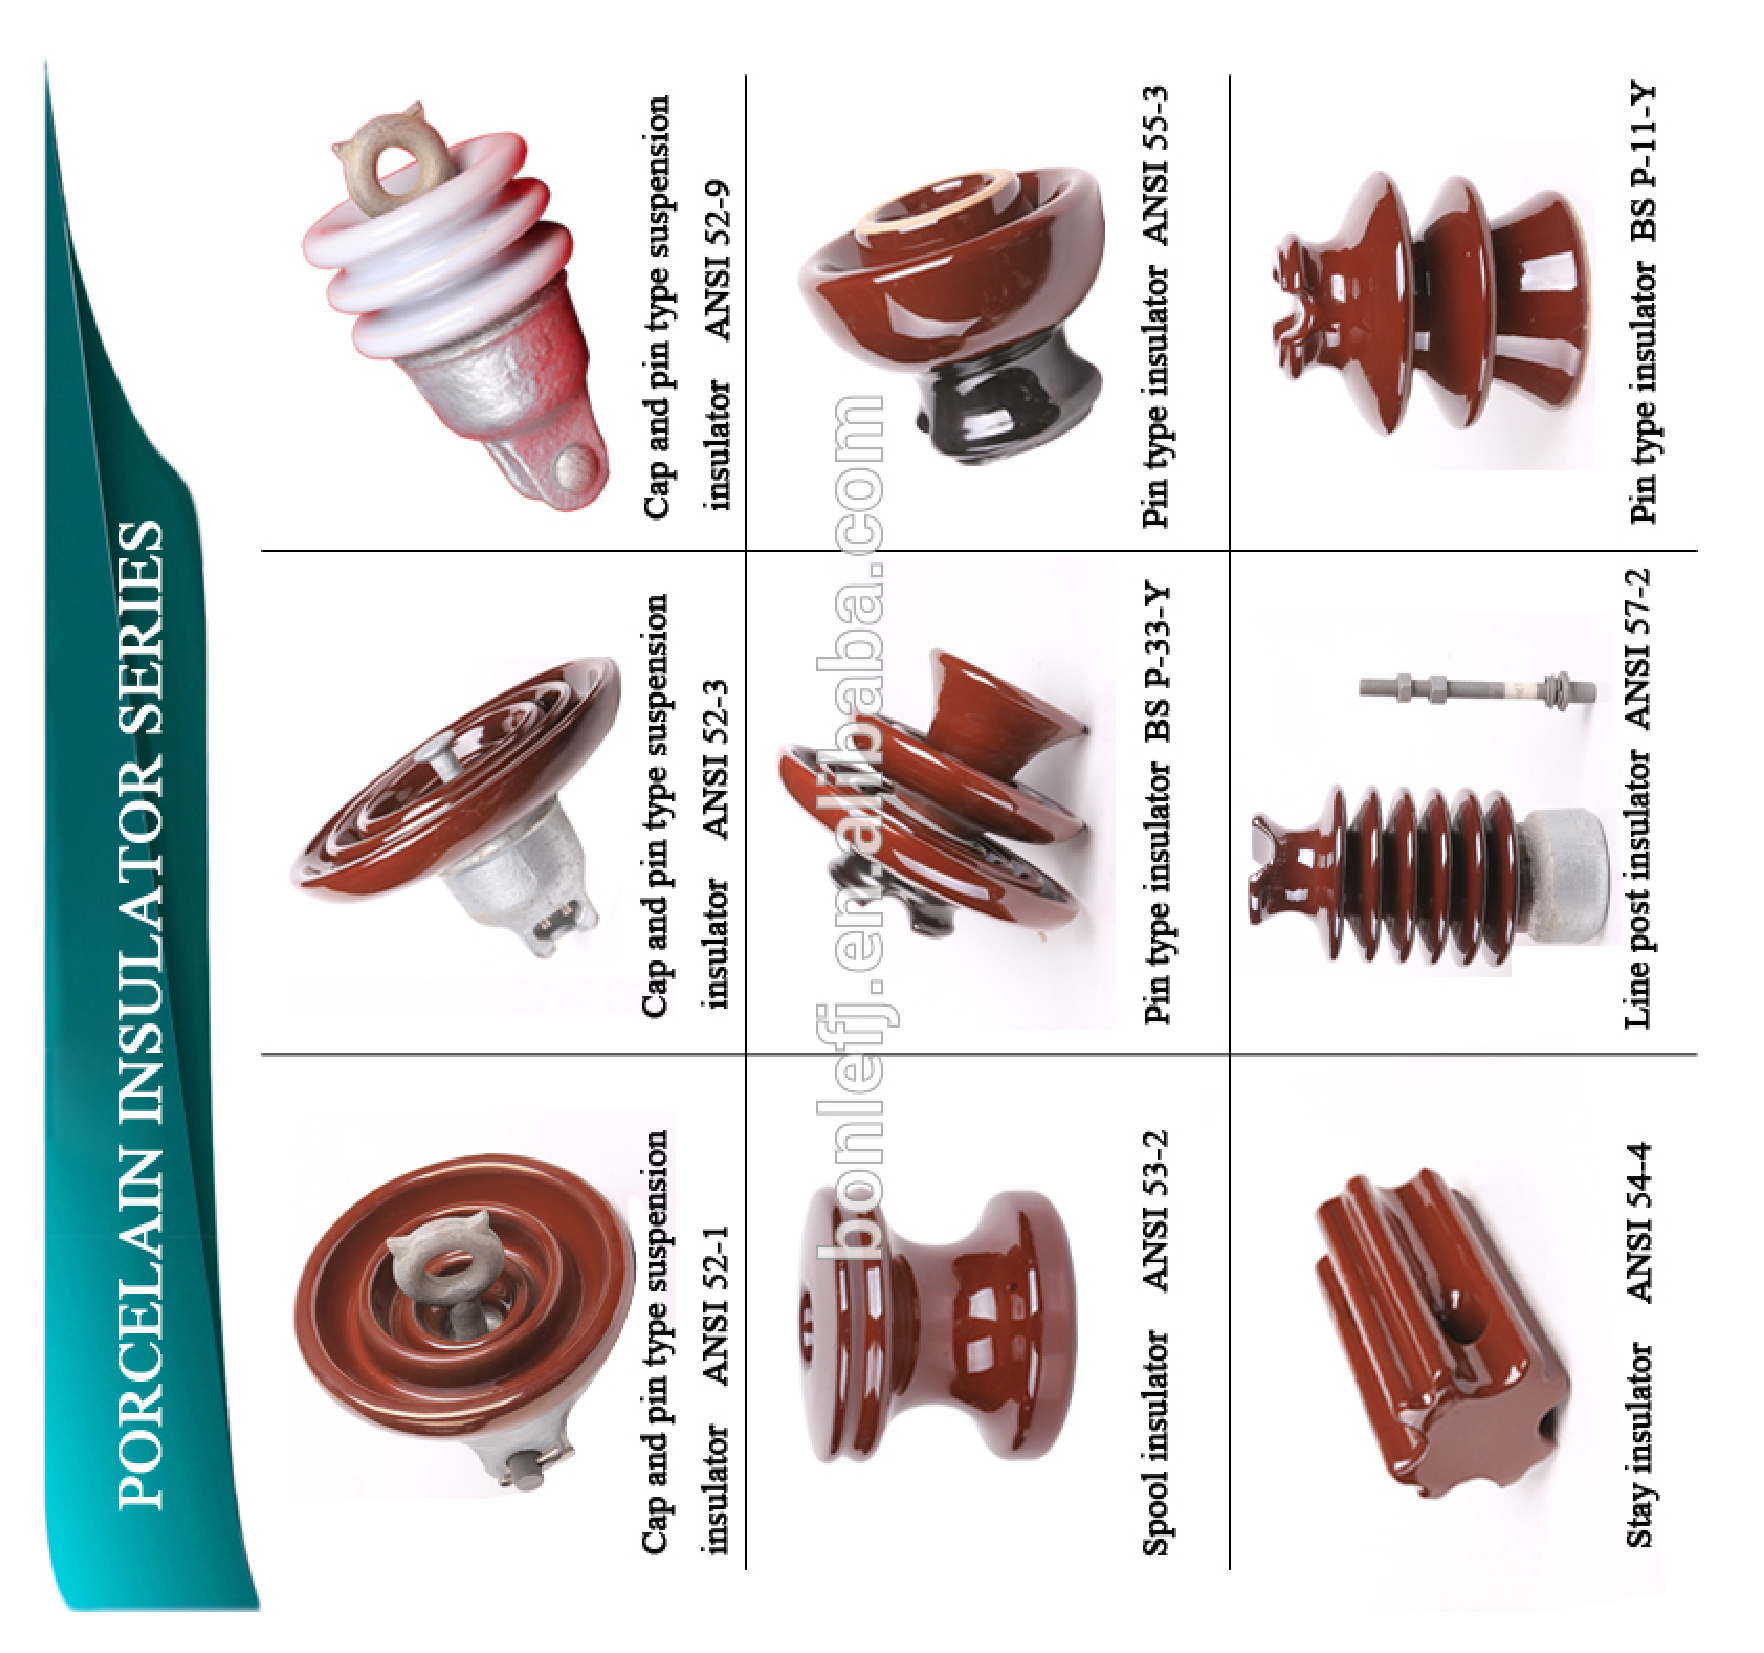 PORCELAIN INSULATOR SERIES
Cap and pin type suspension
insulator ANSI 52-1
Cap and pin type suspension
insulator ANSI 52-3
Cap and pin type suspension
insulator ANSI 52-9
Spool insulator ANSI 53-2
Pin type insulator BS P-33-Y
Pin type insulator ANSI 55-3
bonlefj.en.alibaba.com
Stay insulator ANSI 54-4
Line post insulator ANSI 57-2
Pin type insulator BS P-11-Y